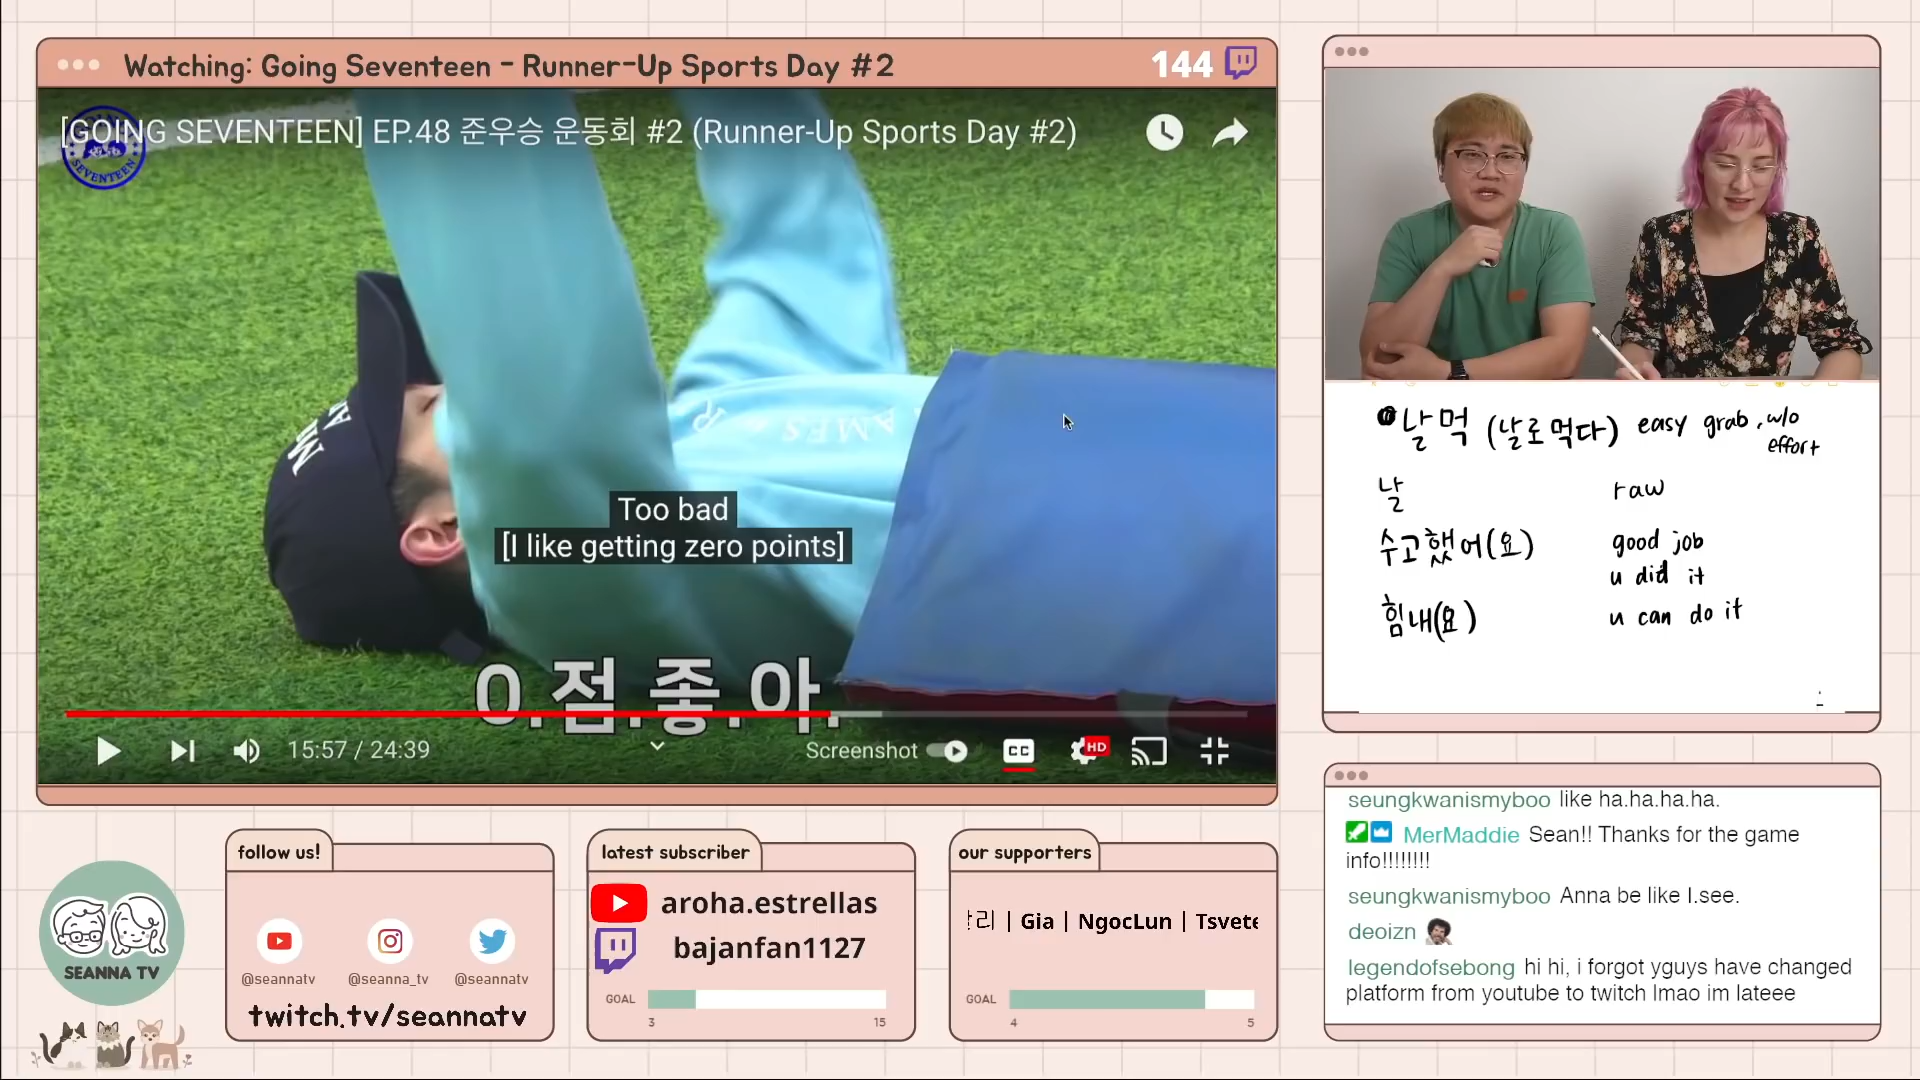 Watching: Going Seventeen - Runner-Up Sports Day #2
144
[GOING SEVENTEEN] EP.48 준우승 운동회 #2 (Runner-Up Sports Day #2)
SEVENTEEN
AMES
Too bad
[I like getting zero points]
0.점.좋.아.
15:57 / 24:39
Screenshot
CC
HD
날먹 (날로먹다) easy grab, w/o
effort
날 raw
수고했어(요) good job
u did it
힘내(요) u can do it
seungkwanismyboo like ha.ha.ha.ha.
MerMaddie Sean!! Thanks for the game
info!!!!!!!!
seungkwanismyboo Anna be like I.see.
deoizn
legendofsebong hi hi, i forgot yguys have changed
platform from youtube to twitch lmao im lateee
SEANNA TV
follow us!
@seannatv
@seanna_tv
@seannatv
twitch.tv/seannatv
latest subscriber
aroha.estrellas
bajanfan1127
GOAL
3
15
our supporters
리 | Gia | NgocLun | Tsvete
GOAL
4
5